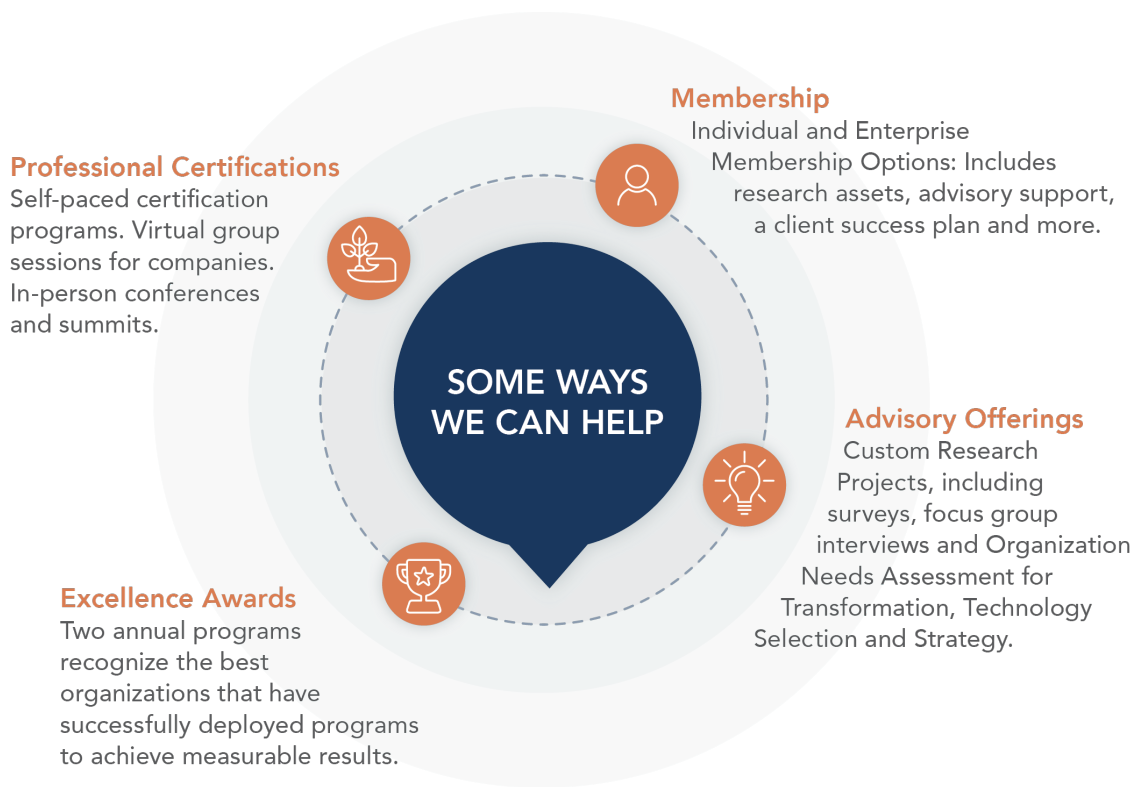 Membership
Individual and Enterprise
Membership Options: Includes
research assets, advisory support,
a client success plan and more.
Professional Certifications
Self-paced certification
programs. Virtual group
sessions for companies.
In-person conferences
and summits.
SOME WAYS
WE CAN HELP
Advisory Offerings
Custom Research
Projects, including
surveys, focus group
interviews and Organization
Needs Assessment for
Transformation, Technology
Selection and Strategy.
Excellence Awards
Two annual programs
recognize the best
organizations that have
successfully deployed programs
to achieve measurable results.